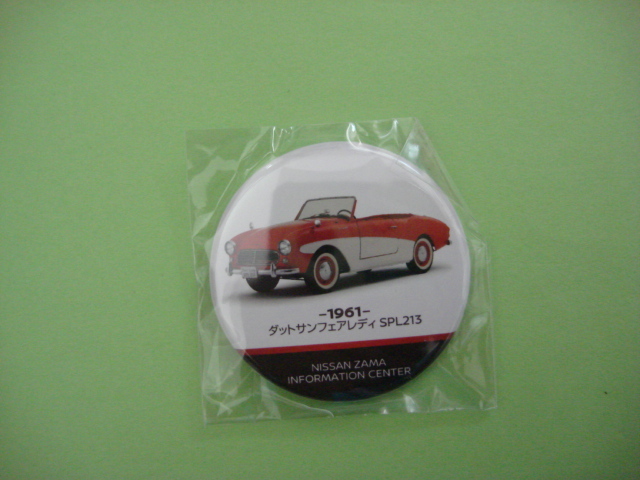 –1961–
ダットサンフェアレディ SPL213
NISSAN ZAMA
INFORMATION CENTER